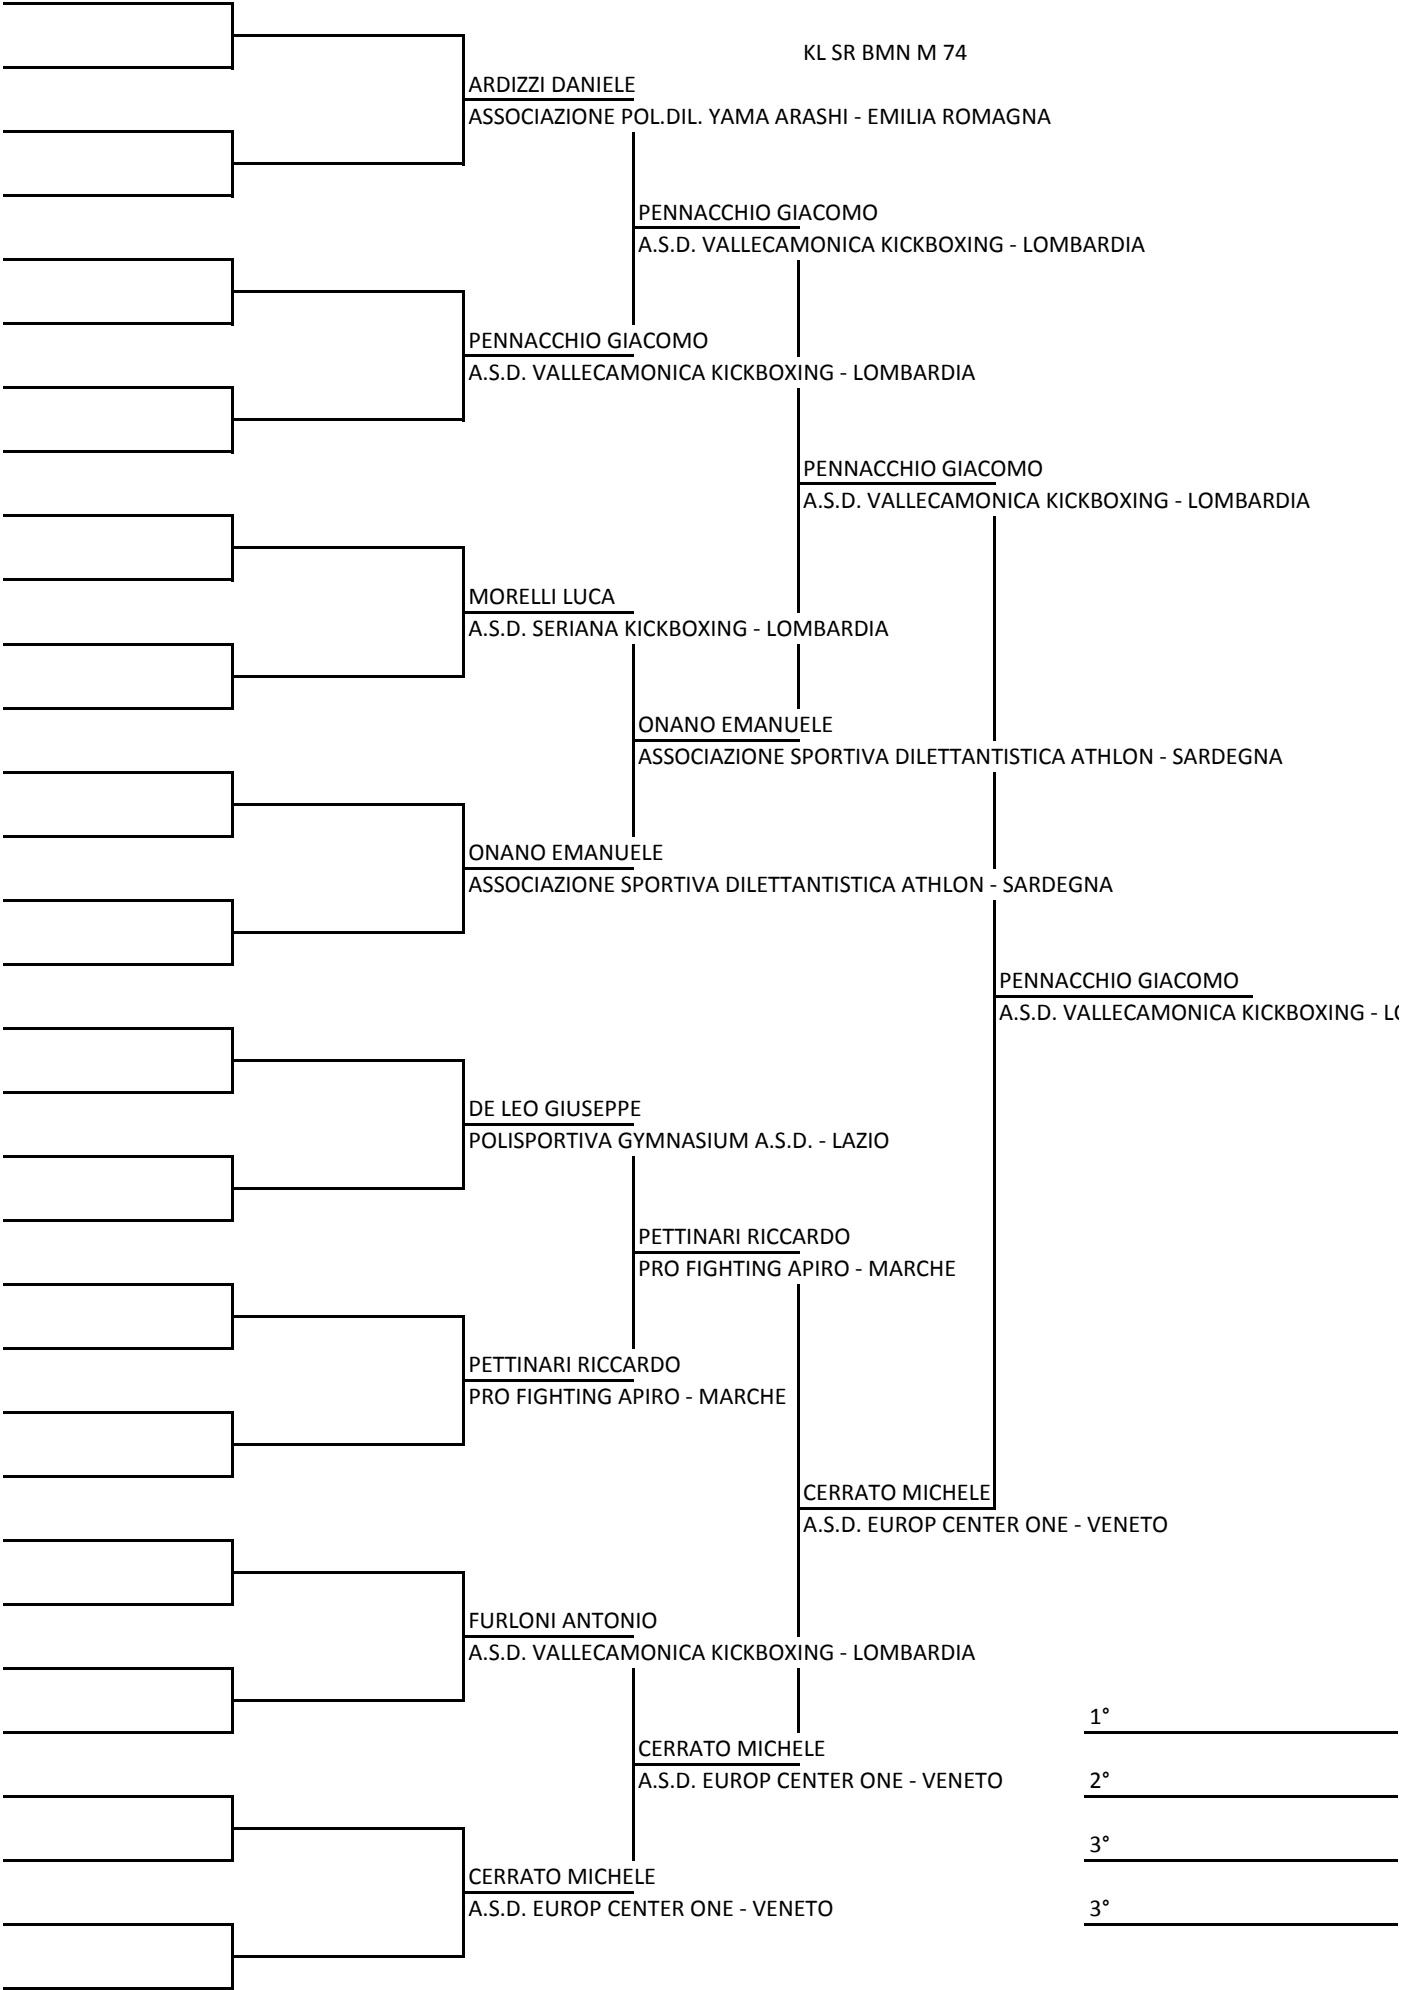 KL SR BMN M 74
ARDIZZI DANIELE
ASSOCIAZIONE POL.DIL. YAMA ARASHI - EMILIA ROMAGNA
PENNACCHIO GIACOMO
A.S.D. VALLECAMONICA KICKBOXING - LOMBARDIA
PENNACCHIO GIACOMO
A.S.D. VALLECAMONICA KICKBOXING - LOMBARDIA
PENNACCHIO GIACOMO
A.S.D. VALLECAMONICA KICKBOXING - LOMBARDIA
MORELLI LUCA
A.S.D. SERIANA KICKBOXING - LOMBARDIA
ONANO EMANUELE
ASSOCIAZIONE SPORTIVA DILETTANTISTICA ATHLON - SARDEGNA
ONANO EMANUELE
ASSOCIAZIONE SPORTIVA DILETTANTISTICA ATHLON - SARDEGNA
PENNACCHIO GIACOMO
A.S.D. VALLECAMONICA KICKBOXING -
DE LEO GIUSEPPE
POLISPORTIVA GYMNASIUM A.S.D. - LAZIO
PETTINARI RICCARDO
PRO FIGHTING APIRO - MARCHE
PETTINARI RICCARDO
PRO FIGHTING APIRO - MARCHE
CERRATO MICHELE
A.S.D. EUROP CENTER ONE - VENETO
FURLONI ANTONIO
A.S.D. VALLECAMONICA KICKBOXING - LOMBARDIA
1°
CERRATO MICHELE
A.S.D. EUROP CENTER ONE - VENETO
2°
3°
CERRATO MICHELE
A.S.D. EUROP CENTER ONE - VENETO
3°